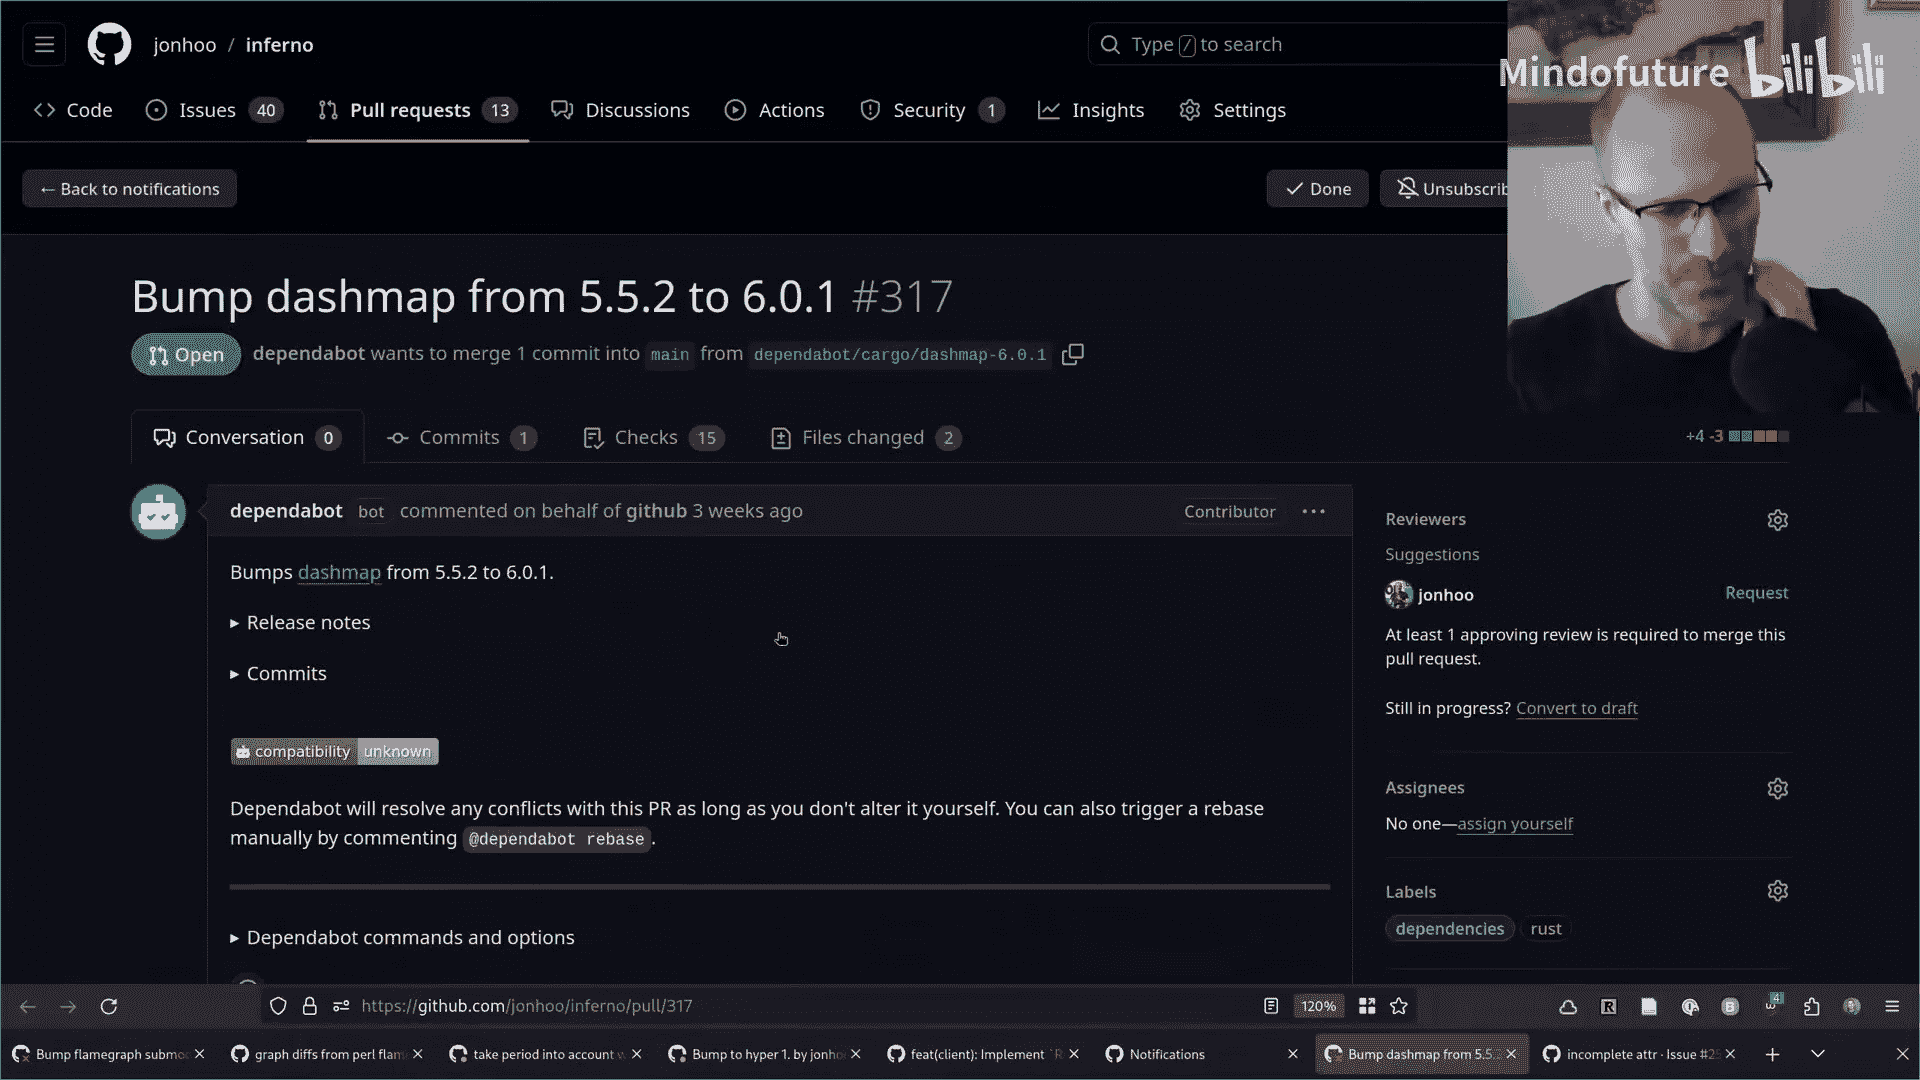 jonhoo / inferno
Type / to search
Mindofuture bilibili
Code
Issues 40
Pull requests 13
Discussions
Actions
Security 1
Insights
Settings
← Back to notifications
Done
Unsubscrib
Bump dashmap from 5.5.2 to 6.0.1 #317
Open
dependabot wants to merge 1 commit into main from dependabot/cargo/dashmap-6.0.1
Conversation 0
Commits 1
Checks 15
Files changed 2
+4 -3
dependabot bot commented on behalf of github 3 weeks ago
Contributor
Bumps dashmap from 5.5.2 to 6.0.1.
Release notes
Commits
compatibility unknown
Dependabot will resolve any conflicts with this PR as long as you don't alter it yourself. You can also trigger a rebase
manually by commenting @dependabot rebase.
Dependabot commands and options
Reviewers
Suggestions
jonhoo
Request
At least 1 approving review is required to merge this
pull request.
Still in progress? Convert to draft
Assignees
No one—assign yourself
Labels
dependencies rust
https://github.com/jonhoo/inferno/pull/317
120%
4
Bump flamegraph submo
graph diffs from perl flam
take period into account
Bump to hyper 1. by jonho
feat(client): Implement `R
Notifications
Bump dashmap from 5.5.
incomplete attr · Issue #2